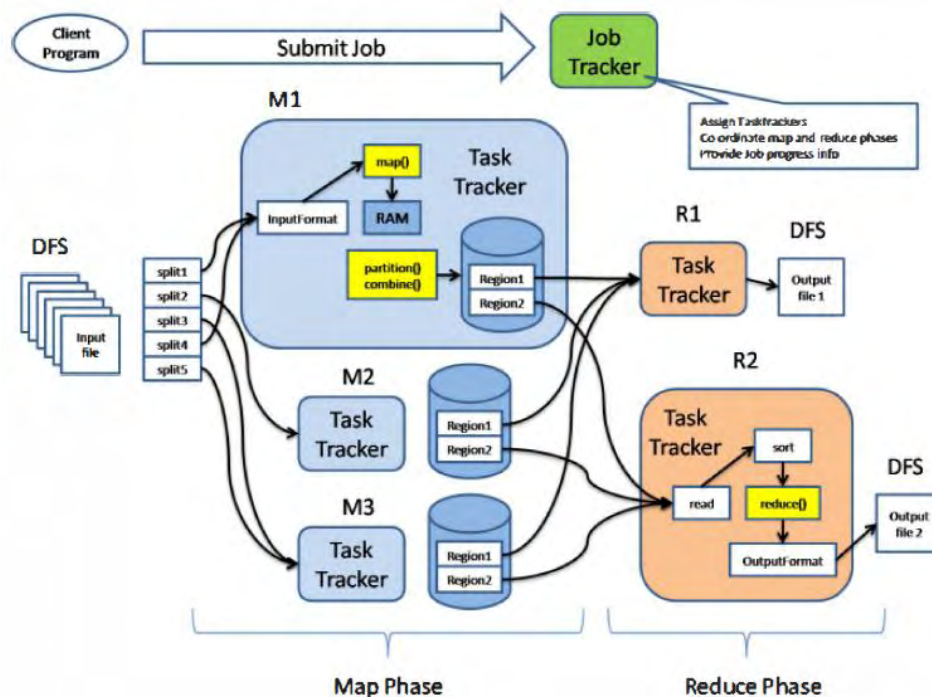 Client
Program
Submit Job
Job
Tracker
Assign TaskTrackers
Co ordinate map and reduce phases
Provide Job progress info
M1
map()
Task
Tracker
InputFormat
RAM
partition()
combine()
Region1
Region2
DFS
Input
file
split1
split2
split3
split4
split5
M2
Task
Tracker
Region1
Region2
M3
Task
Tracker
Region1
Region2
R1
Task
Tracker
DFS
Output
file 1
R2
Task
Tracker
sort
read
reduce()
OutputFormat
DFS
Output
file 2
Map Phase
Reduce Phase